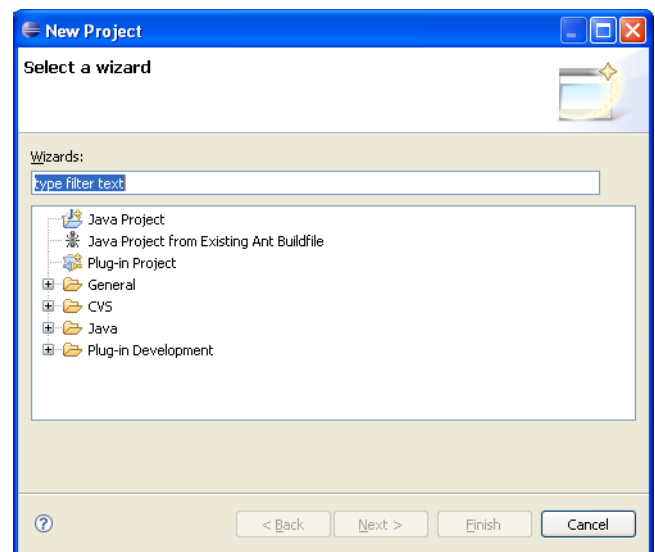 New Project
Select a wizard
Wizards:
type filter text
Java Project
Java Project from Existing Ant Buildfile
Plug-in Project
General
CVS
Java
Plug-in Development
< Back Next > Finish Cancel